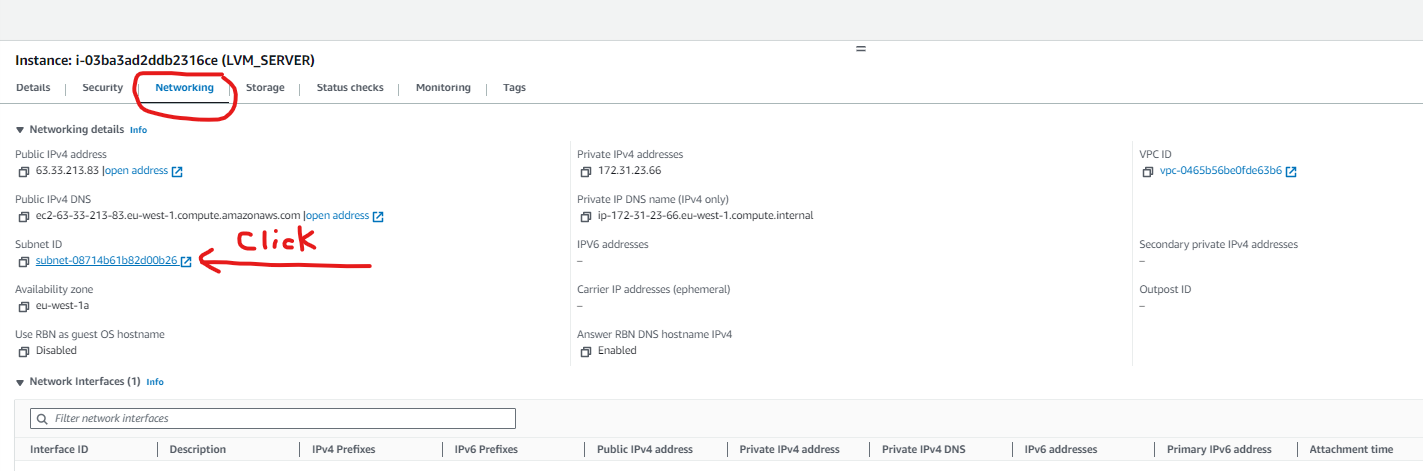 Instance: i-03ba3ad2ddb2316ce (LVM_SERVER)
Details | Security | Networking | Storage | Status checks | Monitoring | Tags
Networking details Info
Public IPv4 address
63.33.213.83 |open address
Private IPv4 addresses
172.31.23.66
VPC ID
vpc-0465b56be0fde63b6
Public IPv4 DNS
ec2-63-33-213-83.eu-west-1.compute.amazonaws.com |open address
Private IP DNS name (IPv4 only)
ip-172-31-23-66.eu-west-1.compute.internal
Subnet ID
subnet-08714b61b82d00b26
Click
IPV6 addresses
–
Secondary private IPv4 addresses
–
Availability zone
eu-west-1a
Carrier IP addresses (ephemeral)
–
Outpost ID
–
Use RBN as guest OS hostname
Disabled
Answer RBN DNS hostname IPv4
Enabled
Network Interfaces (1) Info
Filter network interfaces
Interface ID | Description | IPv4 Prefixes | IPv6 Prefixes | Public IPv4 address | Private IPv4 address | Private IPv4 DNS | IPv6 addresses | Primary IPv6 address | Attachment time